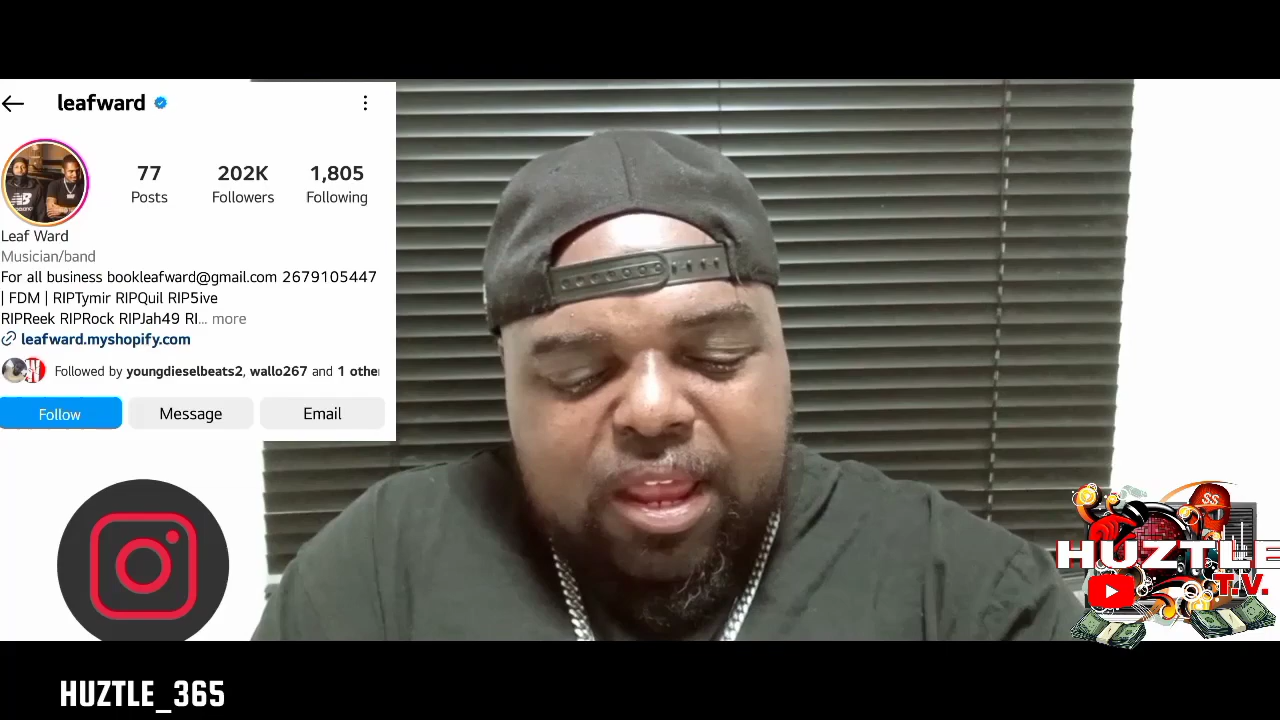 leafward
77
202K
1,805
Posts
Followers
Following
Leaf Ward
Musician/band
For all business bookleafward@gmail.com 2679105447
| FDM | RIPTymir RIPQuil RIP5ive
RIPReek RIPRock RIPJah49 RI... more
leafward.myshopify.com
Followed by youngdieselbeats2, wallo267 and 1 othe
Follow
Message
Email
$$
HUZTLE
T.V.
HUZTLE_365